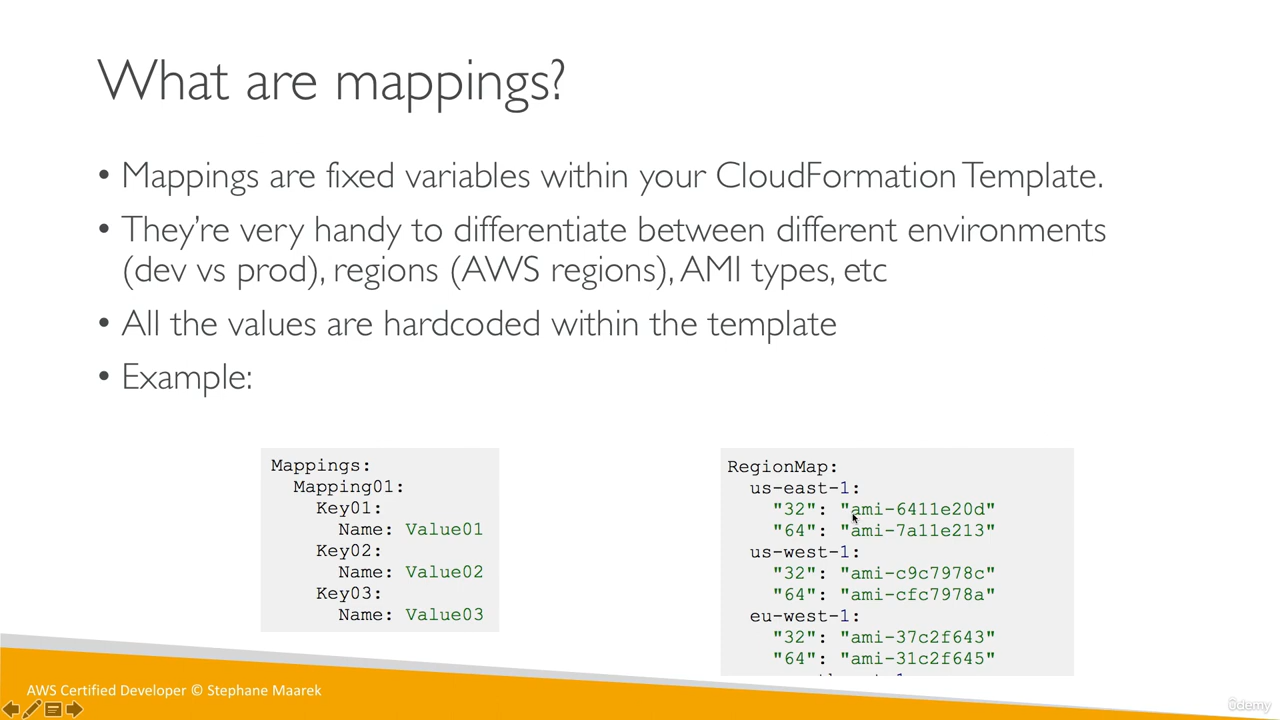 What are mappings?
• Mappings are fixed variables within your CloudFormation Template.
• They're very handy to differentiate between different environments
(dev vs prod), regions (AWS regions), AMI types, etc
• All the values are hardcoded within the template
• Example:
Mappings:
  Mapping01:
    Key01:
      Name: Value01
    Key02:
      Name: Value02
    Key03:
      Name: Value03
RegionMap:
  us-east-1:
    "32": "ami-6411e20d"
    "64": "ami-7a11e213"
  us-west-1:
    "32": "ami-c9c7978c"
    "64": "ami-cfc7978a"
  eu-west-1:
    "32": "ami-37c2f643"
    "64": "ami-31c2f645"
AWS Certified Developer © Stephane Maarek
ûdemy